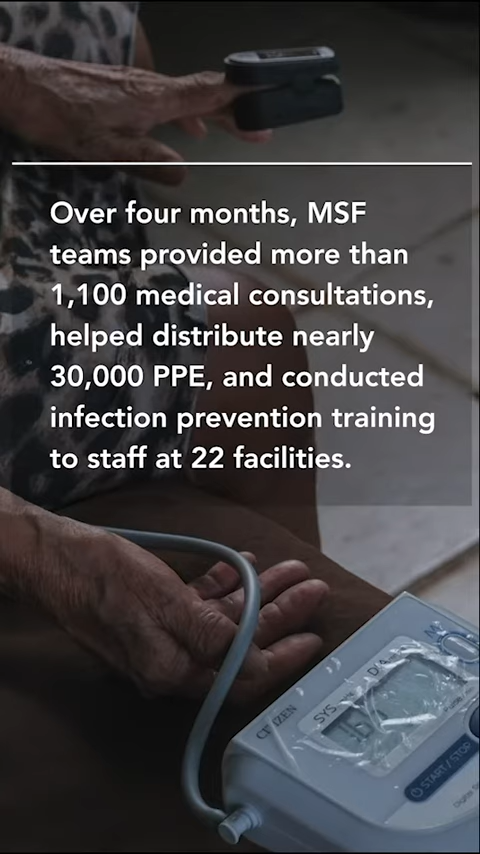 Over four months, MSF
teams provided more than
1,100 medical consultations,
helped distribute nearly
30,000 PPE, and conducted
infection prevention training
to staff at 22 facilities.
CITIZEN
SYS
START/STOP